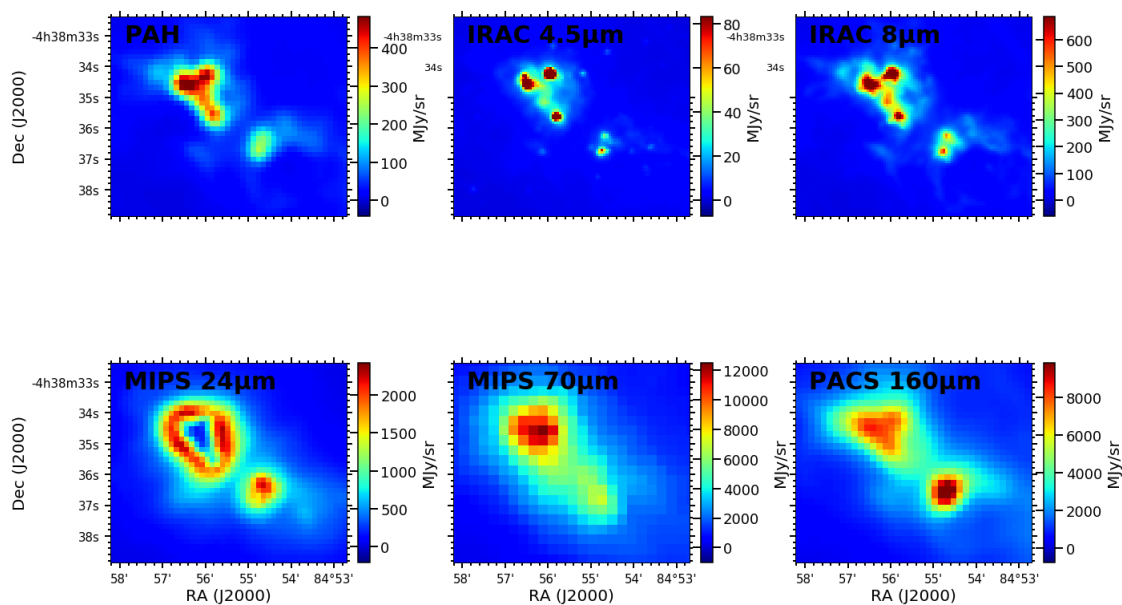 PAH
IRAC 4.5μm
IRAC 8μm
-4h38m33s
34s
35s
36s
37s
38s
Dec (J2000)
400
300
200
100
0
MJy/sr
-4h38m33s
34s
80
60
40
20
0
MJy/sr
-4h38m33s
34s
600
500
400
300
200
100
0
MJy/sr
MIPS 24μm
MIPS 70μm
PACS 160μm
-4h38m33s
34s
35s
36s
37s
38s
Dec (J2000)
2000
1500
1000
500
0
MJy/sr
12000
10000
8000
6000
4000
2000
0
MJy/sr
8000
6000
4000
2000
0
MJy/sr
58' 57' 56' 55' 54' 84°53'
RA (J2000)
58' 57' 56' 55' 54' 84°53'
RA (J2000)
58' 57' 56' 55' 54' 84°53'
RA (J2000)